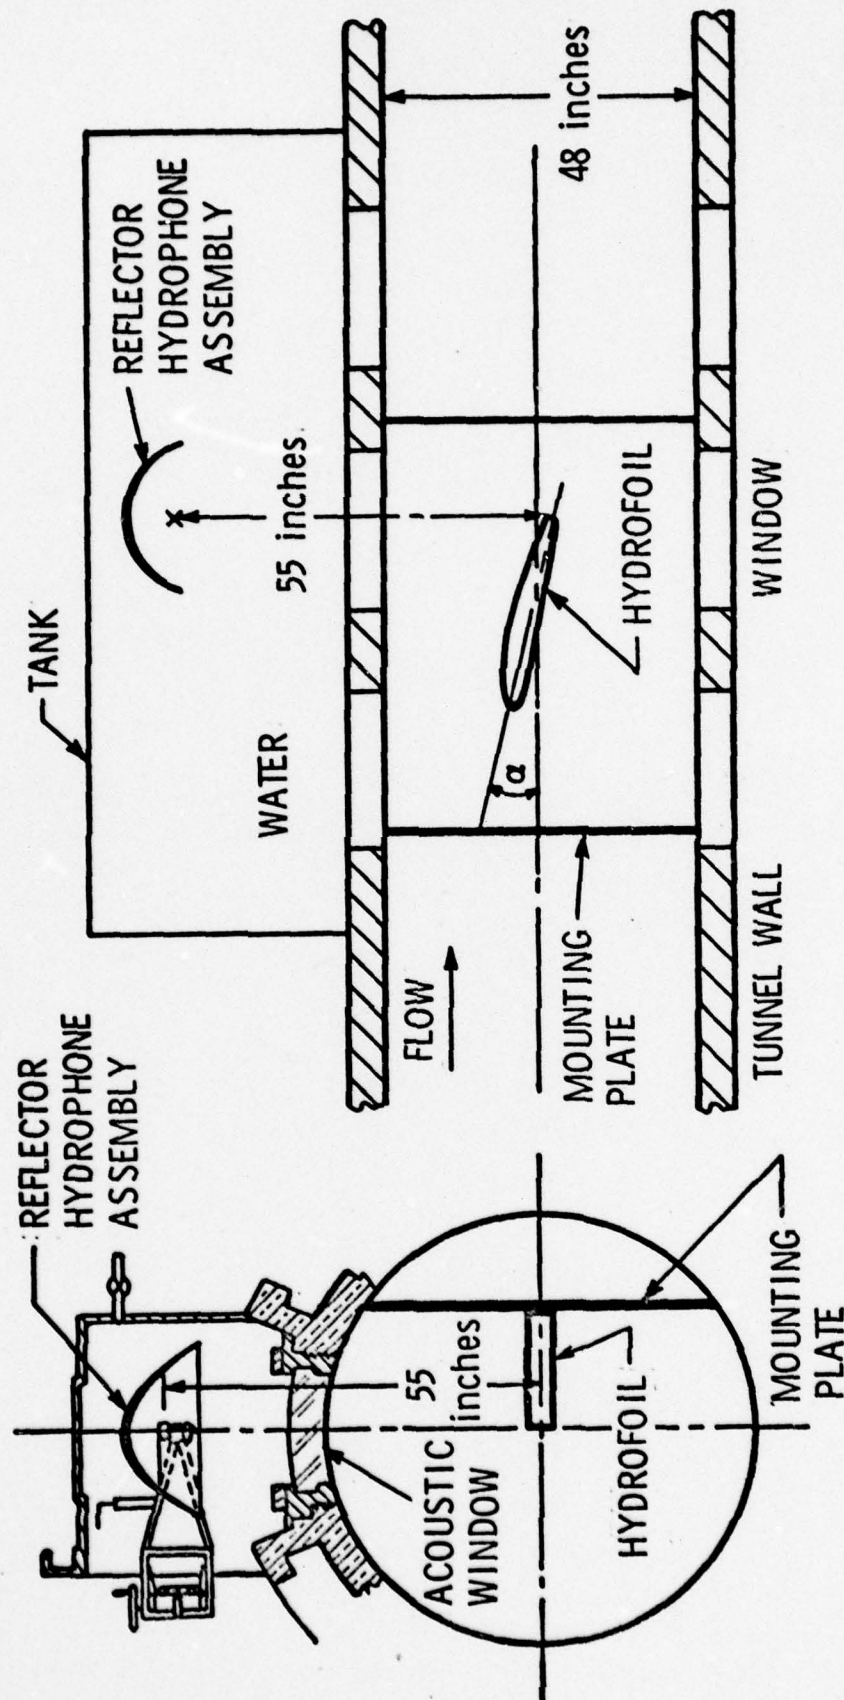 REFLECTOR
HYDROPHONE
ASSEMBLY
55
inches
ACOUSTIC
WINDOW
HYDROFOIL
MOUNTING
PLATE
TANK
REFLECTOR
HYDROPHONE
ASSEMBLY
WATER
55 inches
FLOW
α
48 inches
HYDROFOIL
MOUNTING
PLATE
TUNNEL WALL
WINDOW